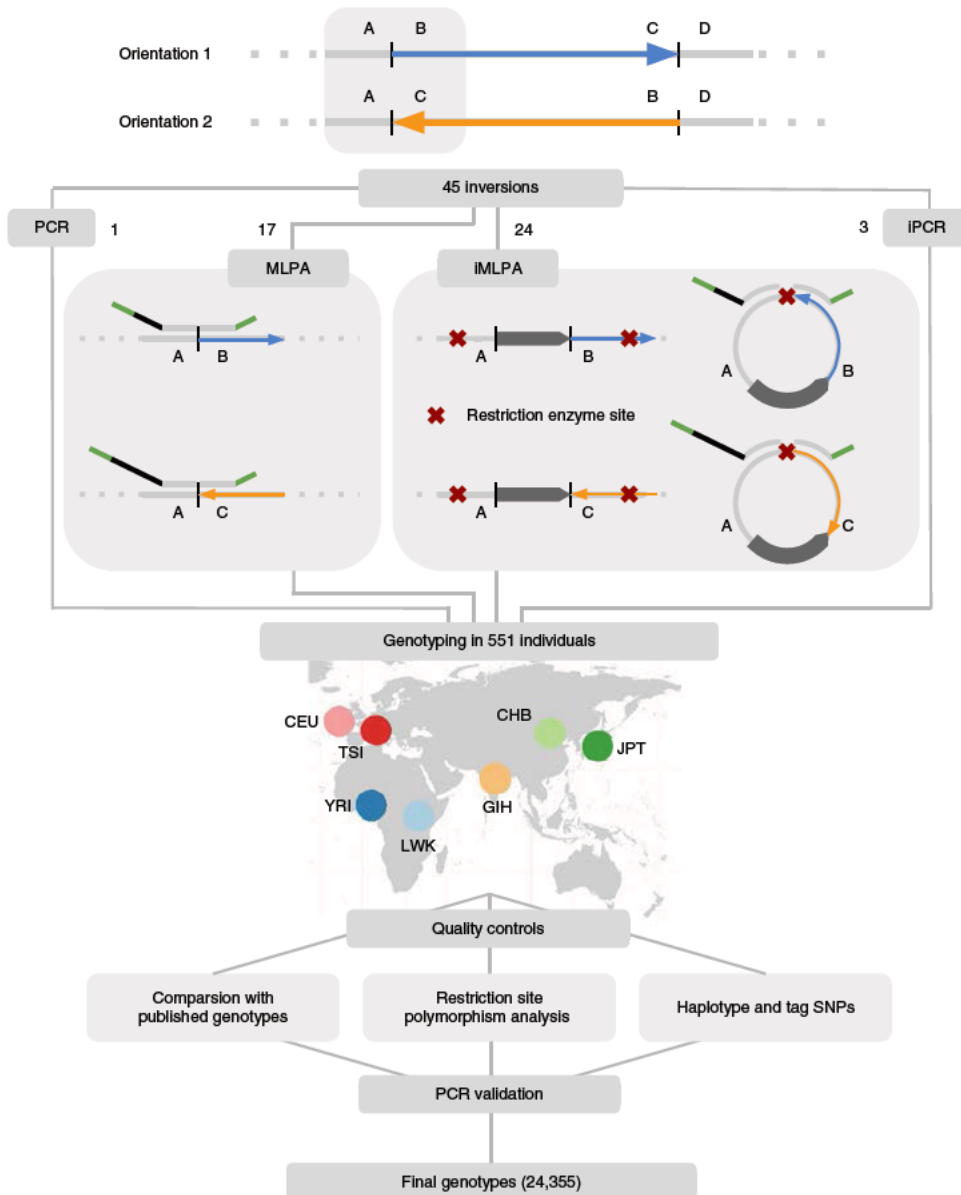 A B C D
Orientation 1
A C B D
Orientation 2
45 inversions
PCR 1 17 24 3 iPCR
MLPA iMLPA
A B A B A B
Restriction enzyme site
A C A C A C
Genotyping in 551 individuals
CEU
TSI
CHB
JPT
YRI
LWK
GIH
Quality controls
Comparsion with
published genotypes
Restriction site
polymorphism analysis
Haplotype and tag SNPs
PCR validation
Final genotypes (24,355)